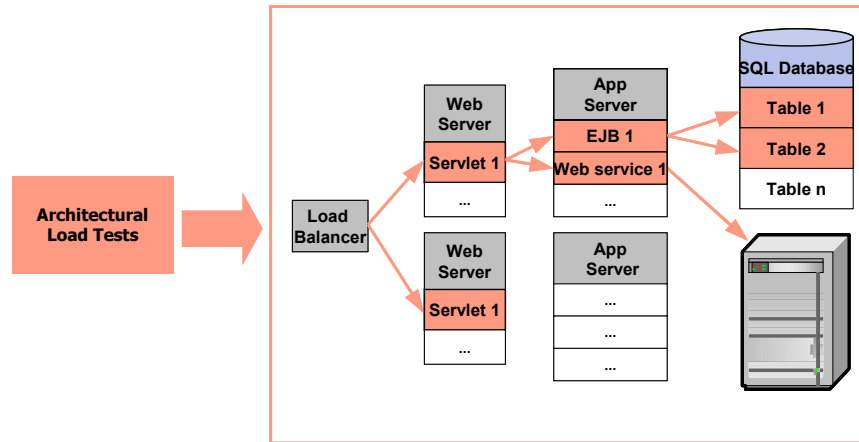 Architectural
Load Tests
Load
Balancer
Web
Server
Servlet 1
...
Web
Server
Servlet 1
...
App
Server
EJB 1
Web service 1
...
App
Server
...
...
...
SQL Database
Table 1
Table 2
Table n